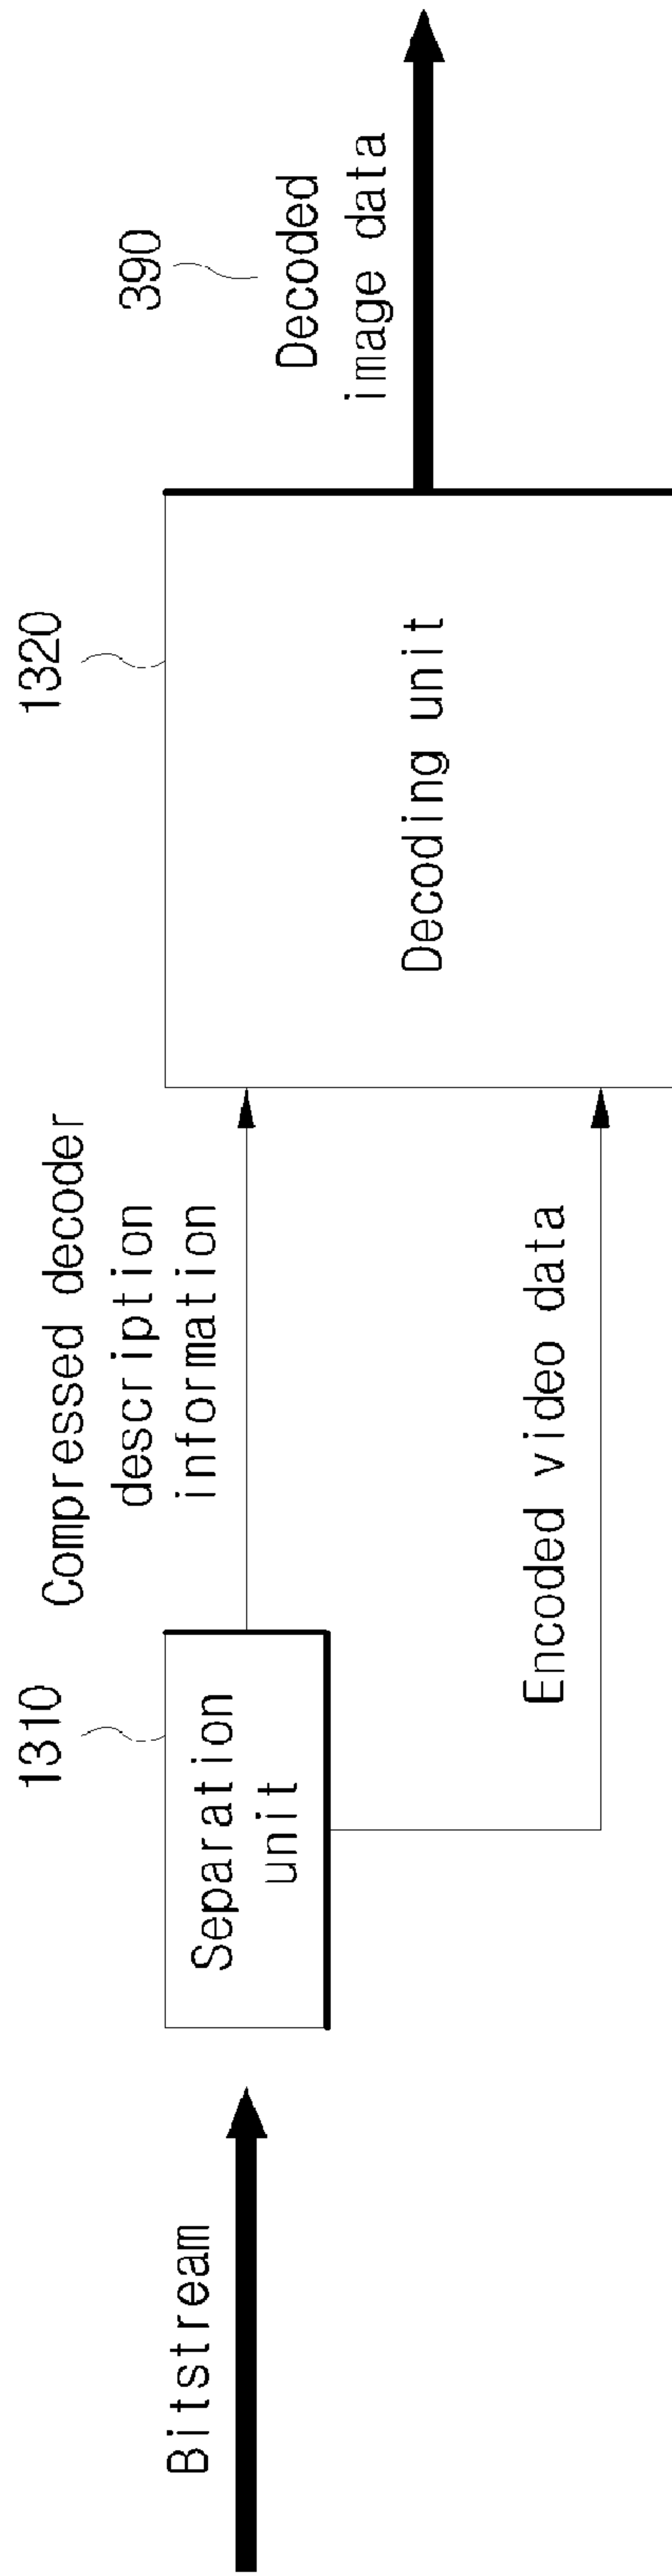 Bitstream
1310
Separation
unit
Compressed decoder
description
information
Encoded video data
1320
Decoding unit
390
Decoded
image data